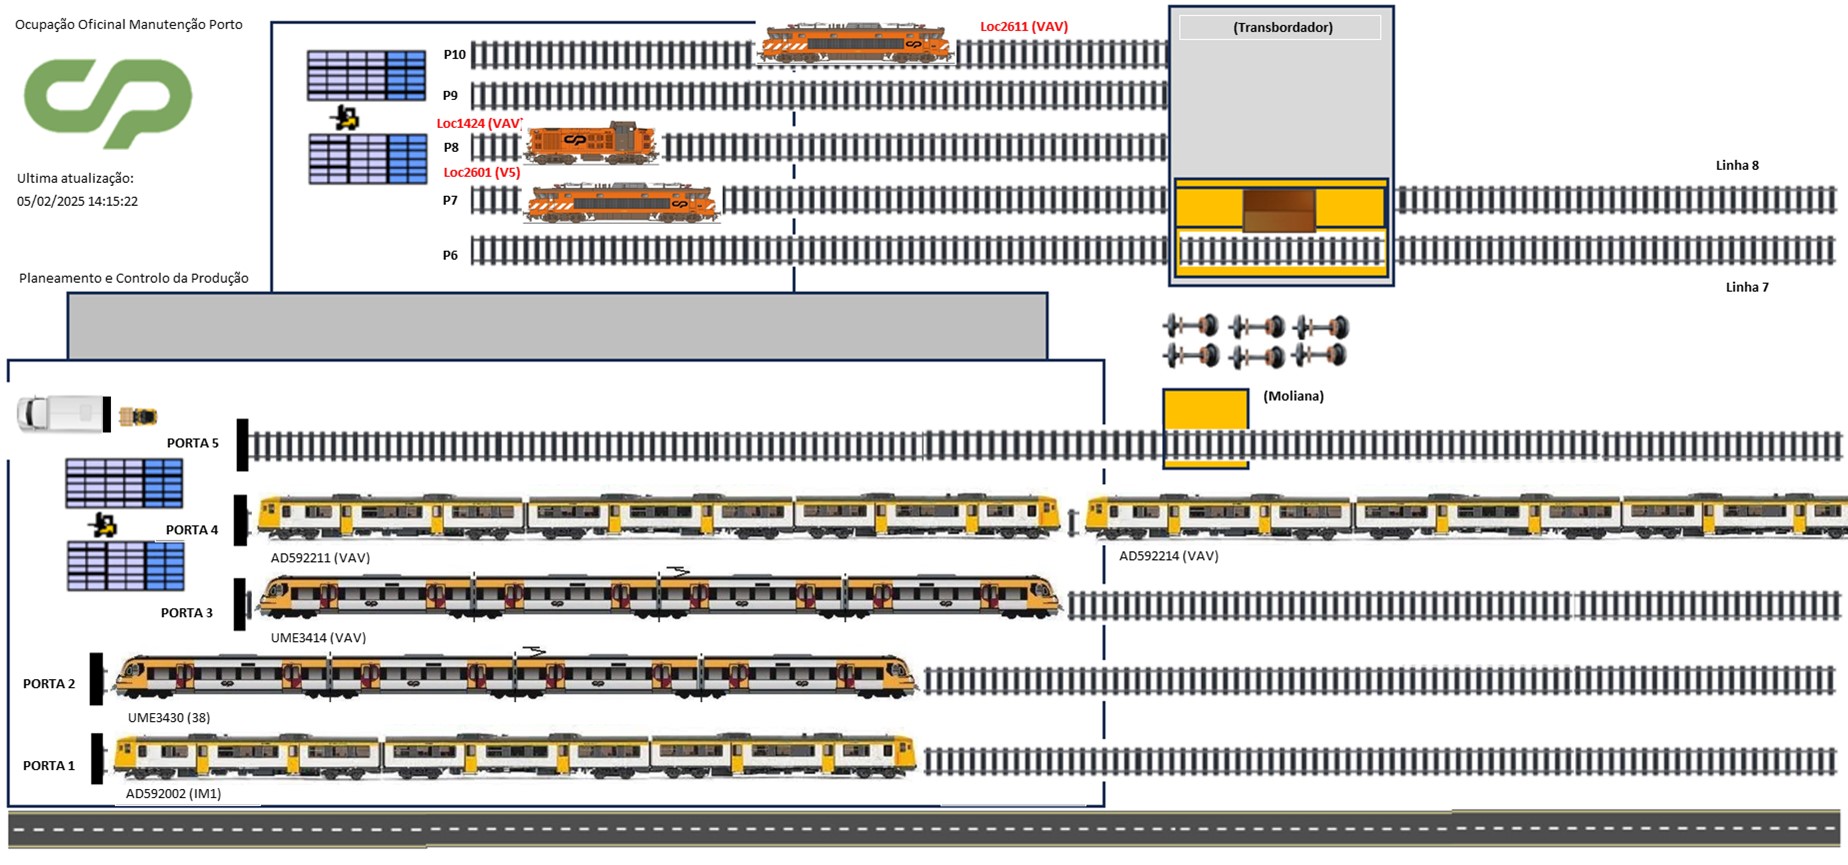 Ocupação Oficinal Manutenção Porto
Loc2611 (VAV)
(Transbordador)
P10
P9
Loc1424 (VAV)
P8
Loc2601 (V5)
P7
P6
Linha 8
Linha 7
Ultima atualização:
05/02/2025 14:15:22
Planeamento e Controlo da Produção
(Moliana)
PORTA 5
PORTA 4
AD592211 (VAV)
AD592214 (VAV)
PORTA 3
UME3414 (VAV)
PORTA 2
UME3430 (38)
PORTA 1
AD592002 (IM1)